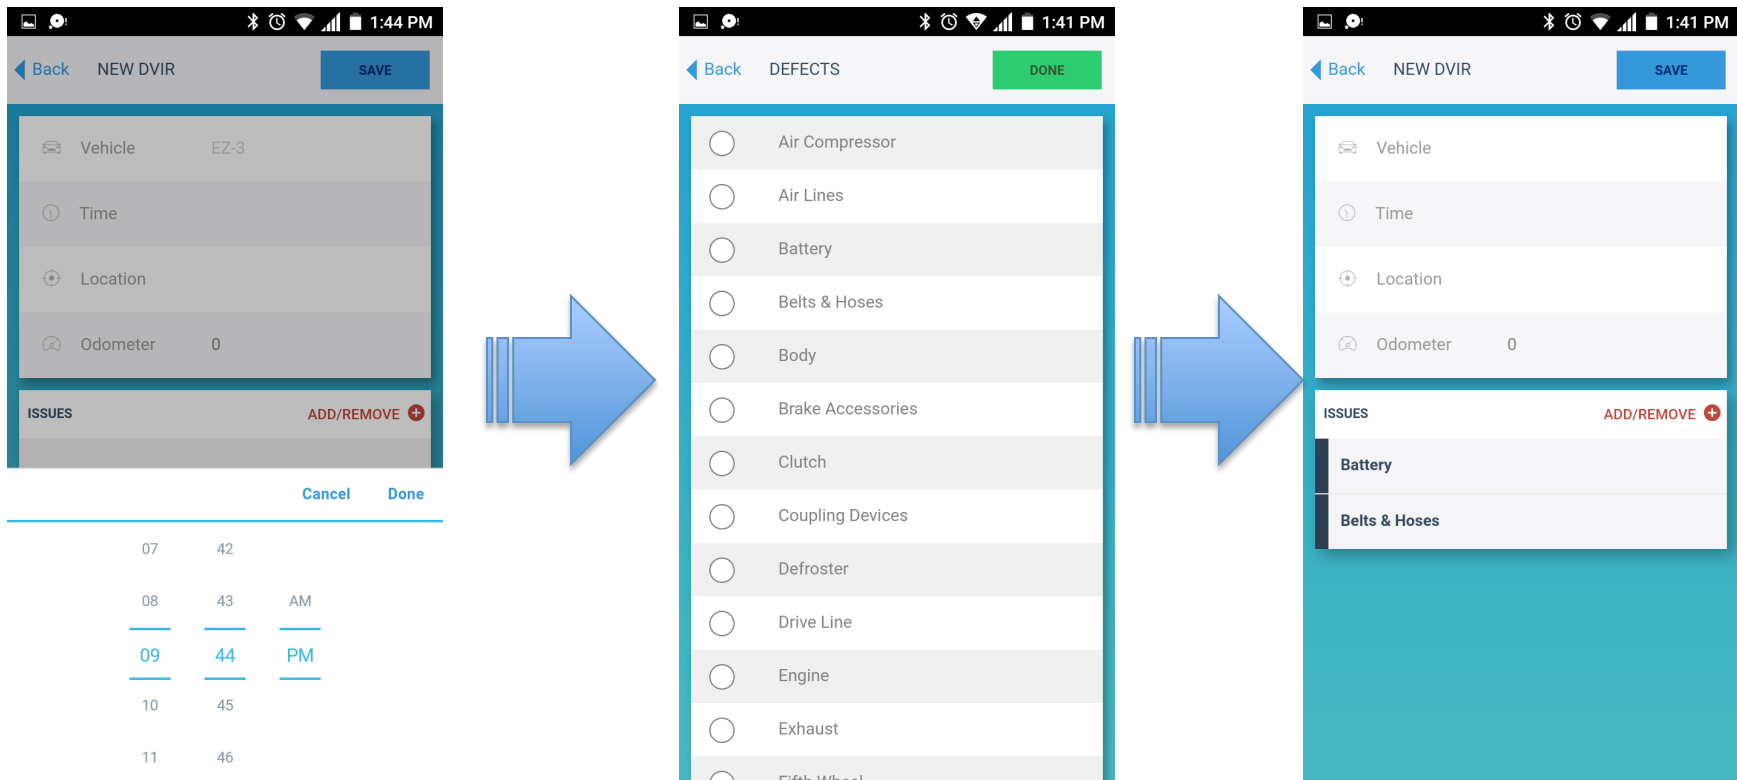 1:44 PM
Back NEW DVIR SAVE
Vehicle EZ-3
Time
Location
Odometer 0
ISSUES ADD/REMOVE
Cancel Done
07 42
08 43 AM
09 44 PM
10 45
11 46
1:41 PM
Back DEFECTS DONE
Air Compressor
Air Lines
Battery
Belts & Hoses
Body
Brake Accessories
Clutch
Coupling Devices
Defroster
Drive Line
Engine
Exhaust
Fifth Wheel
1:41 PM
Back NEW DVIR SAVE
Vehicle
Time
Location
Odometer 0
ISSUES ADD/REMOVE
Battery
Belts & Hoses